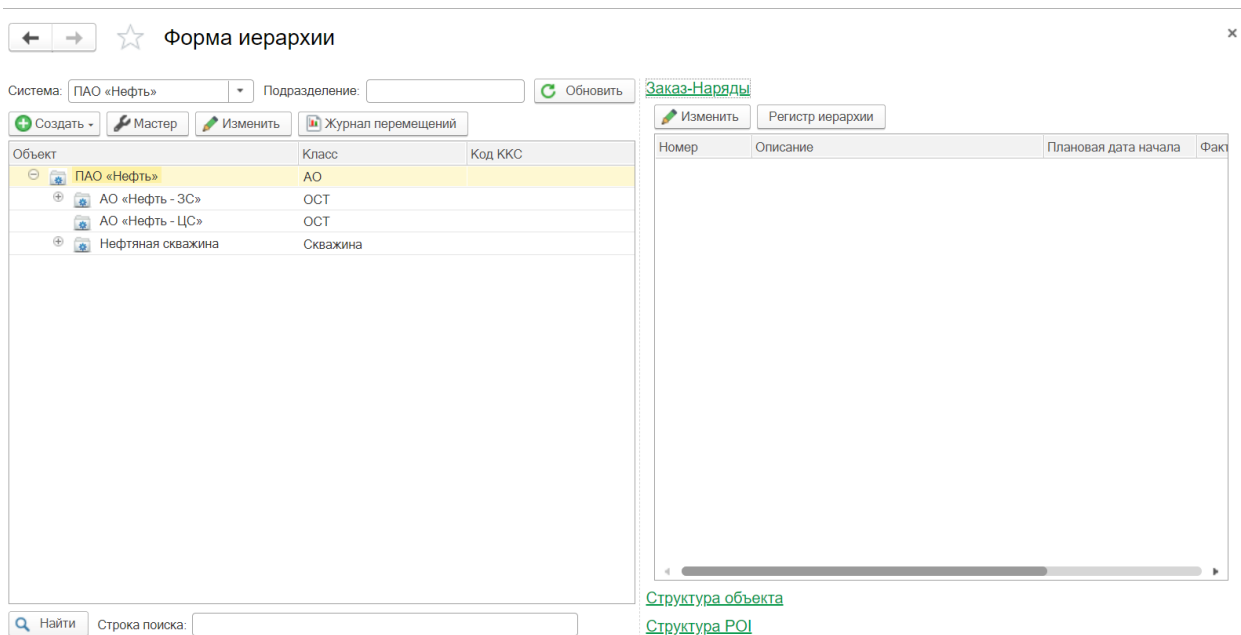 Форма иерархии
Система: ПАО «Нефть» Подразделение: Обновить
Создать Мастер Изменить Журнал перемещений
Объект Класс Код ККС
ПАО «Нефть» АО
АО «Нефть - ЗС» ОСТ
АО «Нефть - ЦС» ОСТ
Нефтяная скважина Скважина
Найти Строка поиска:
Заказ-Наряды
Изменить Регистр иерархии
Номер Описание Плановая дата начала Факт
Структура объекта
Структура POI